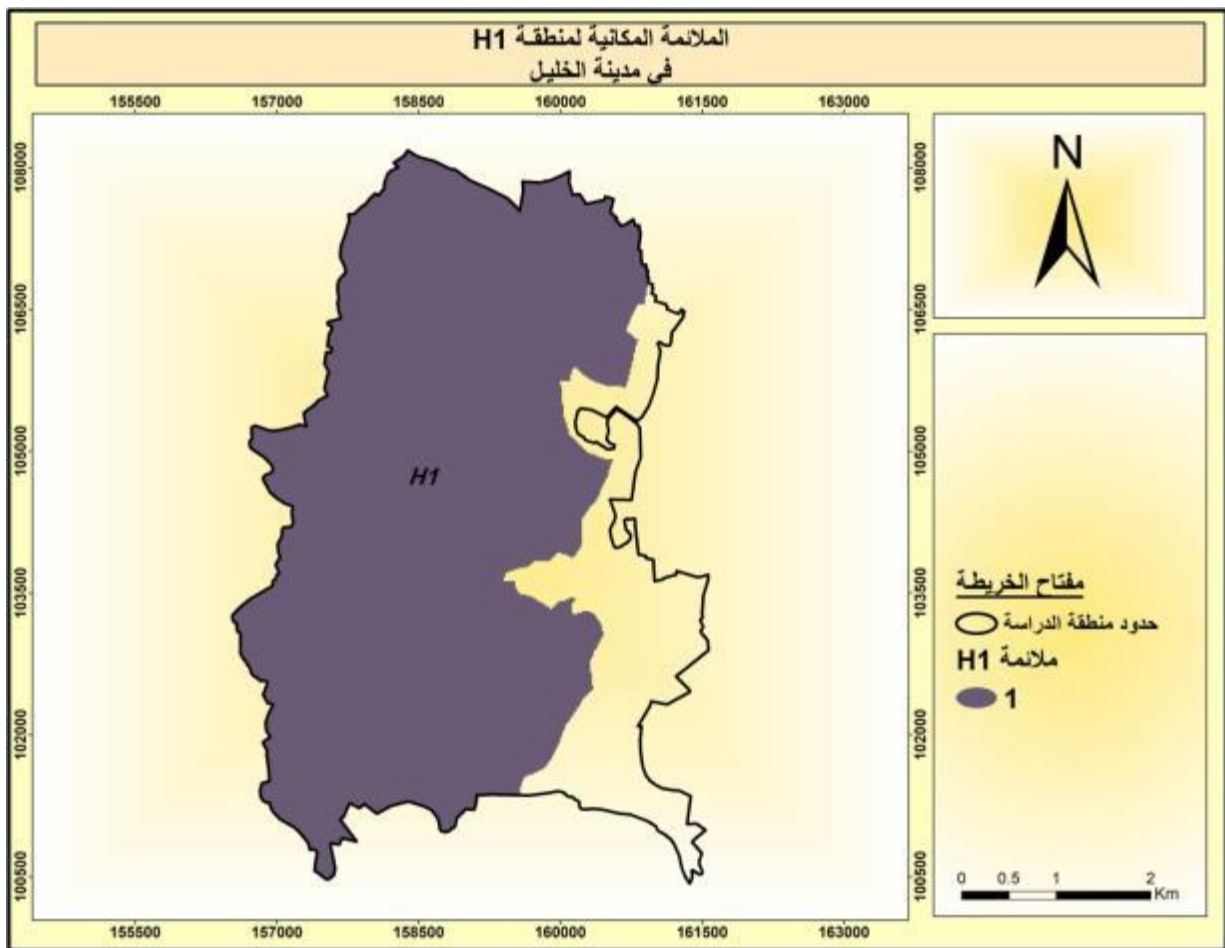 الملائمة المكانية لمنطقة H1
في مدينة الخليل
155500 157000 158500 160000 161500 163000
108000 106500 105000 103500 102000 100500
H1
108000 106500 105000 103500 102000 100500
155500 157000 158500 160000 161500 163000
N
مفتاح الخريطة
حدود منطقة الدراسة
ملائمة H1
1
0 0.5 1 2
Km